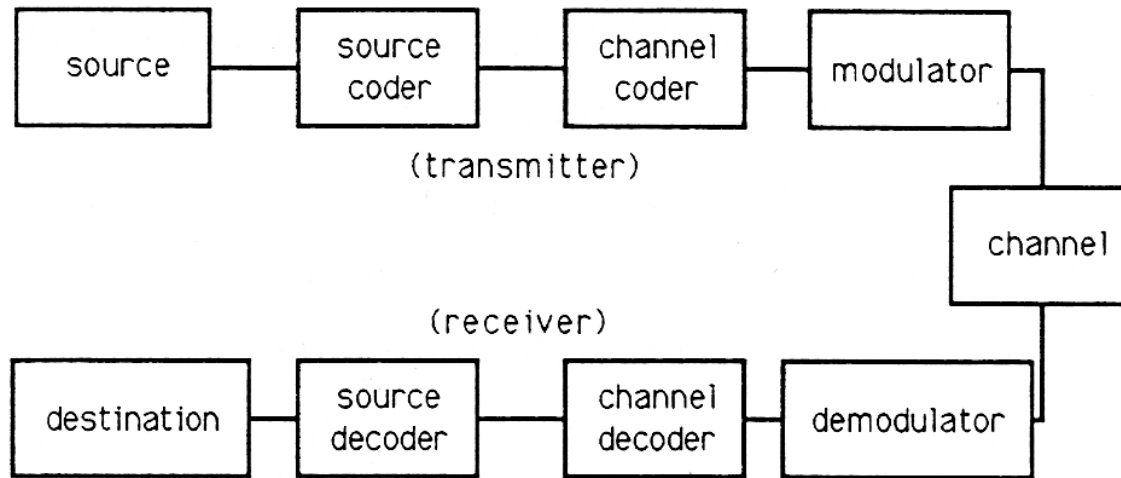 source
source
coder
channel
coder
modulator
(transmitter)
channel
(receiver)
destination
source
decoder
channel
decoder
demodulator